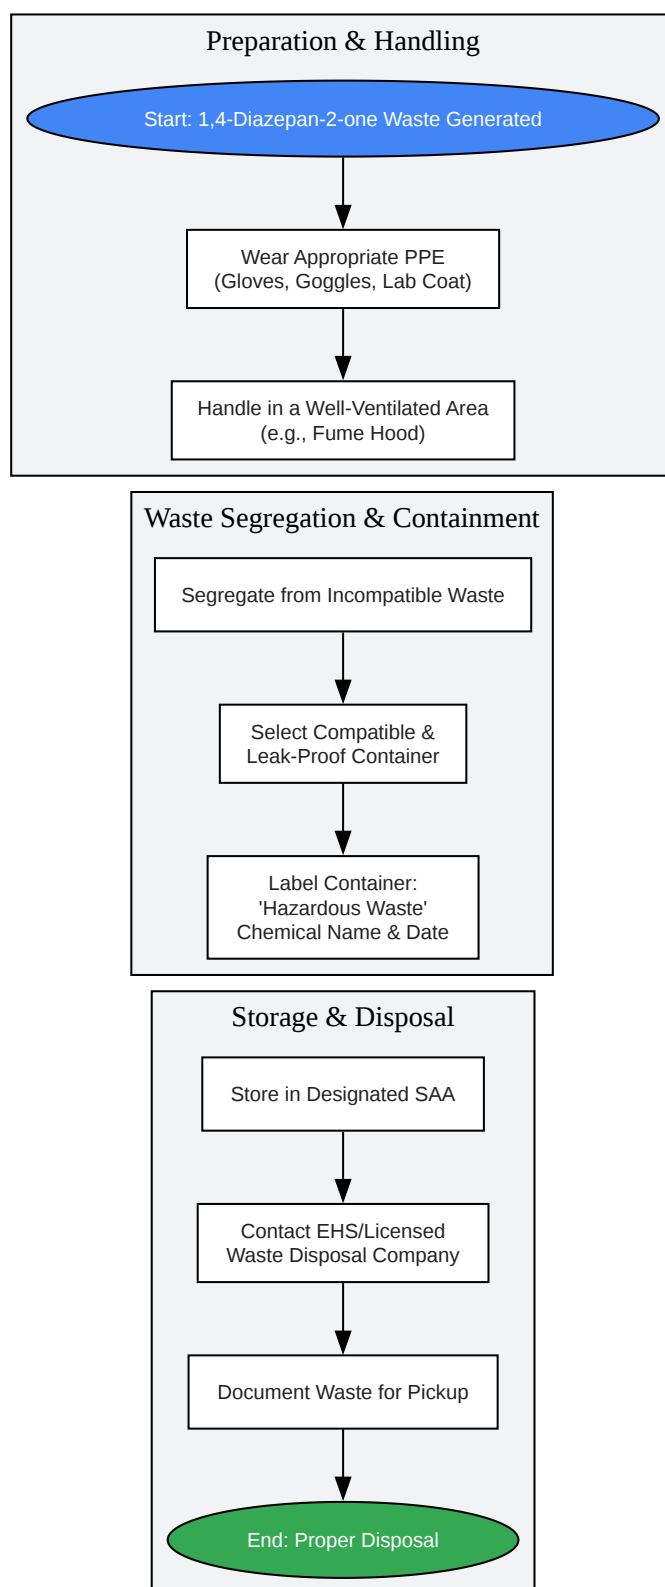 Preparation & Handling
Start: 1,4-Diazepan-2-one Waste Generated
Wear Appropriate PPE
(Gloves, Goggles, Lab Coat)
Handle in a Well-Ventilated Area
(e.g., Fume Hood)
Waste Segregation & Containment
Segregate from Incompatible Waste
Select Compatible &
Leak-Proof Container
Label Container:
'Hazardous Waste'
Chemical Name & Date
Storage & Disposal
Store in Designated SAA
Contact EHS/Licensed
Waste Disposal Company
Document Waste for Pickup
End: Proper Disposal